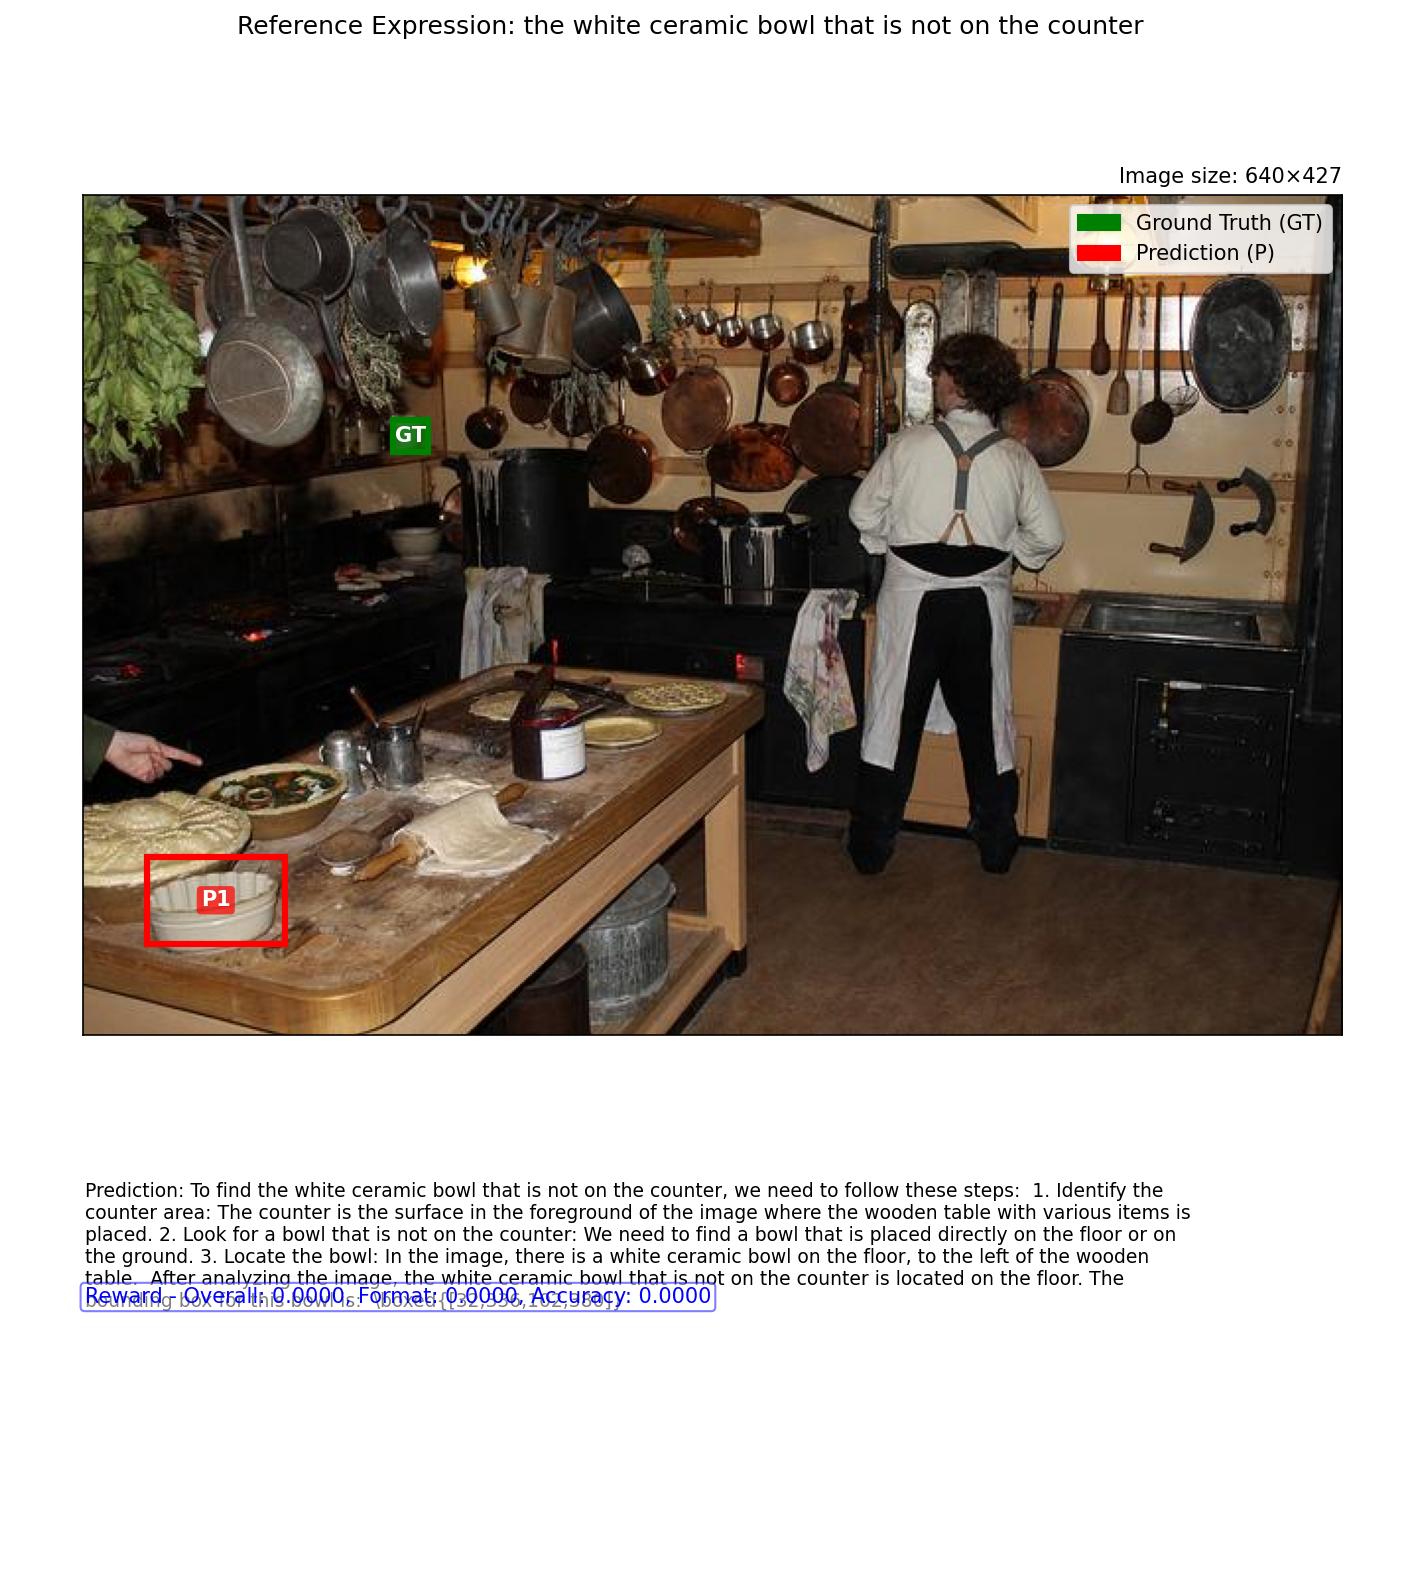 Reference Expression: the white ceramic bowl that is not on the counter
Image size: 640×427
Ground Truth (GT)
Prediction (P)
GT
P1
Prediction: To find the white ceramic bowl that is not on the counter, we need to follow these steps:  1. Identify the
counter area: The counter is the surface in the foreground of the image where the wooden table with various items is
placed. 2. Look for a bowl that is not on the counter: We need to find a bowl that is placed directly on the floor or on
the ground. 3. Locate the bowl: In the image, there is a white ceramic bowl on the floor, to the left of the wooden
table.  After analyzing the image, the white ceramic bowl that is not on the counter is located on the floor. The
bounding box for this bowl is:
Reward - Overall: 0.0000, Format: 0.0000, Accuracy: 0.0000